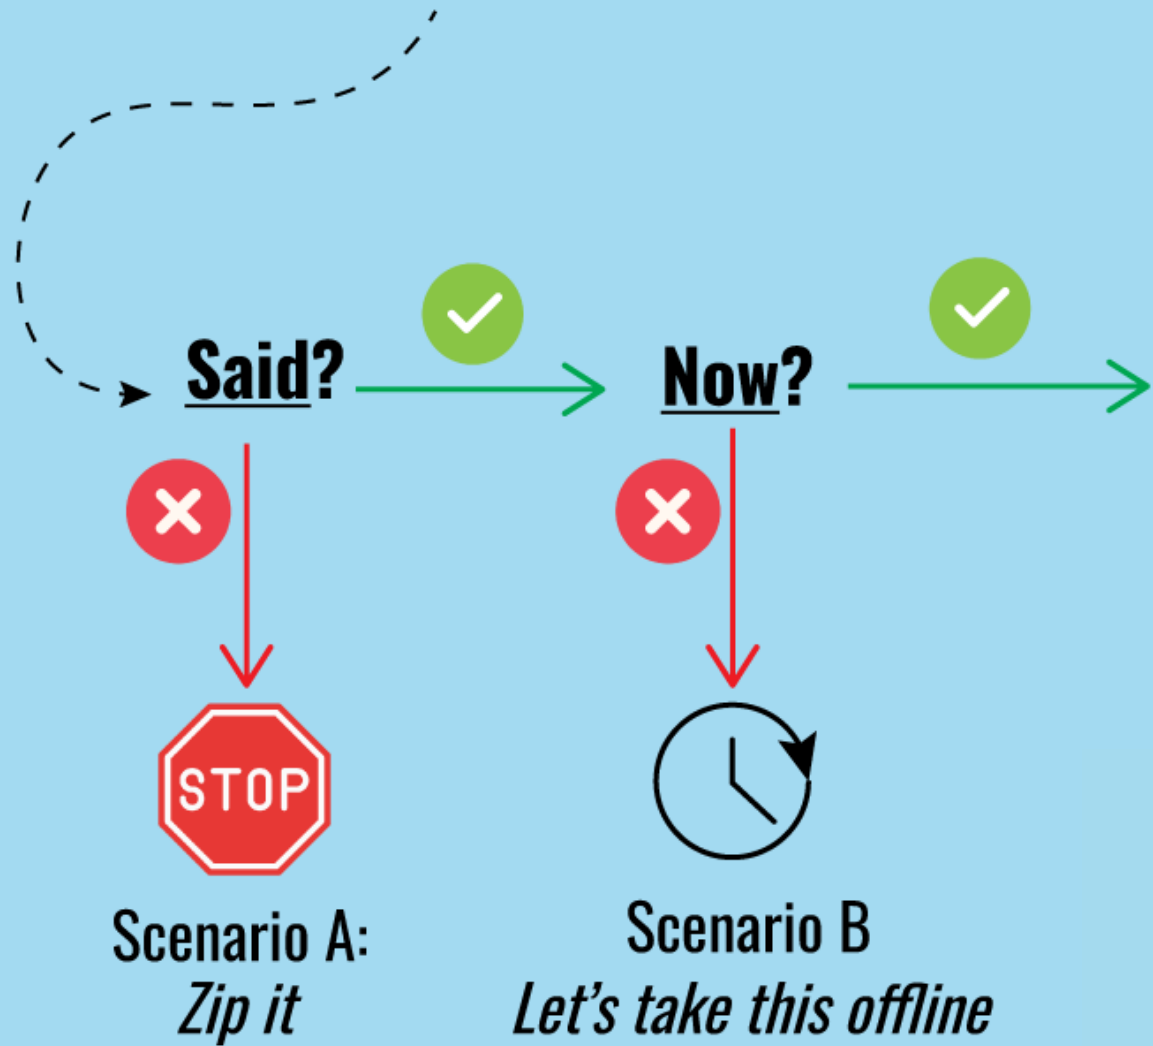 Said?
Now?
STOP
Scenario A:
Zip it
Scenario B
Let's take this offline